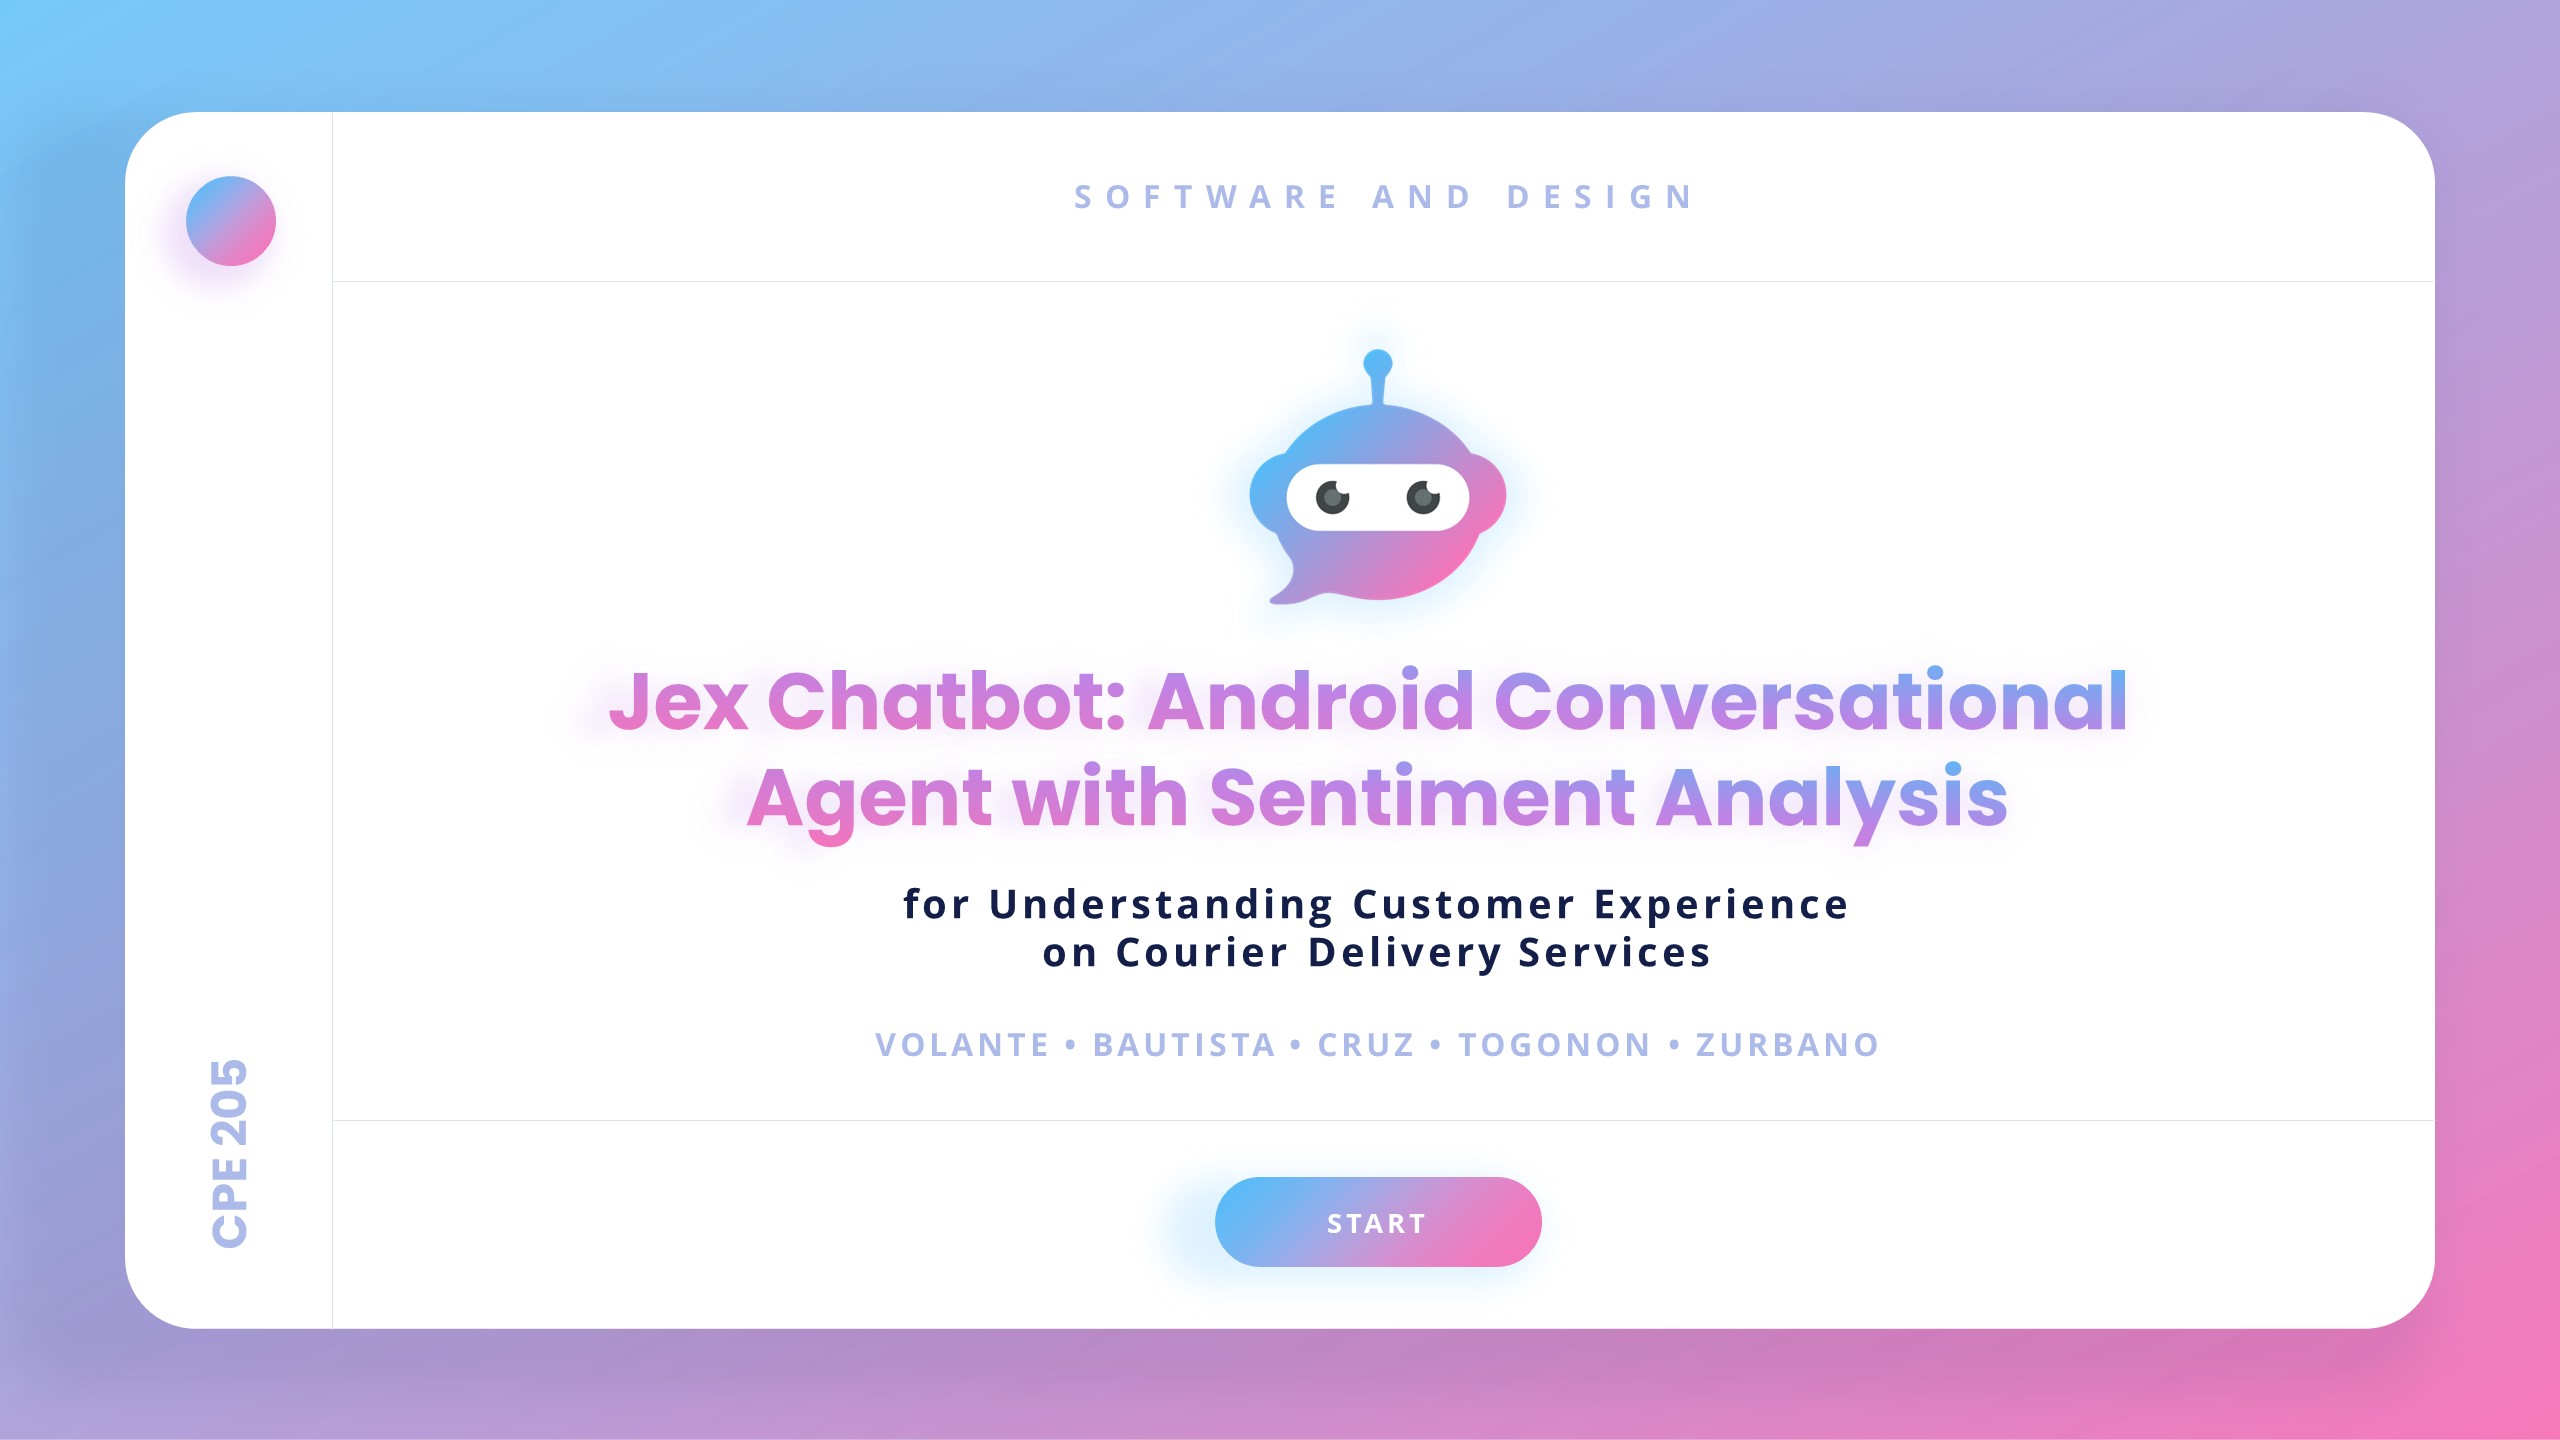 SOFTWARE AND DESIGN
Jex Chatbot: Android Conversational
Agent with Sentiment Analysis
for Understanding Customer Experience
on Courier Delivery Services
VOLANTE • BAUTISTA • CRUZ • TOGONON • ZURBANO
CPE 205
START